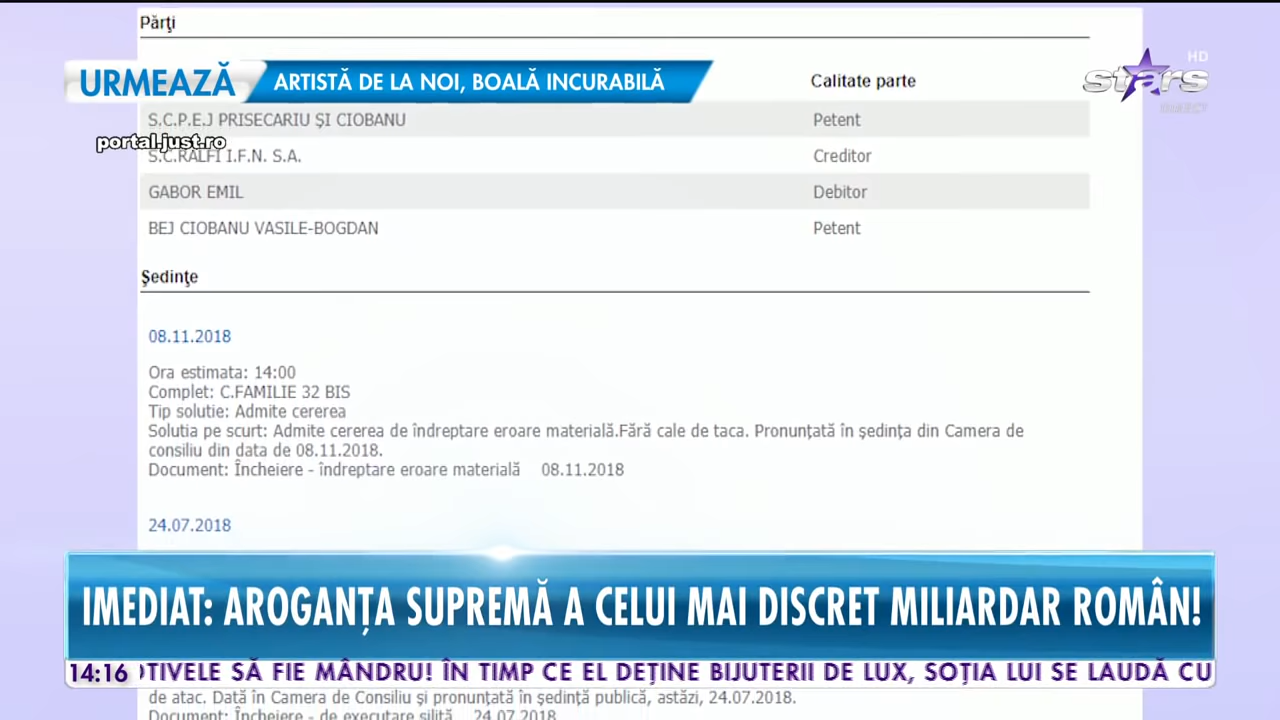 Părţi
URMEAZĂ
ARTISTĂ DE LA NOI, BOALĂ INCURABILĂ
Calitate parte
HD
stars
DIRECT
S.C.P.E.J PRISECARIU ŞI CIOBANU Petent
portal.just.ro
S.C.RALFI I.F.N. S.A. Creditor
GABOR EMIL Debitor
BEJ CIOBANU VASILE-BOGDAN Petent
Şedinţe
08.11.2018
Ora estimata: 14:00
Complet: C.FAMILIE 32 BIS
Tip solutie: Admite cererea
Solutia pe scurt: Admite cererea de îndreptare eroare materială.Fără cale de taca. Pronunţată în şedinţa din Camera de
consiliu din data de 08.11.2018.
Document: Încheiere - îndreptare eroare materială 08.11.2018
24.07.2018
IMEDIAT: AROGANȚA SUPREMĂ A CELUI MAI DISCRET MILIARDAR ROMÂN!
14:16 OTIVELE SĂ FIE MÂNDRU! ÎN TIMP CE EL DEȚINE BIJUTERII DE LUX, SOȚIA LUI SE LAUDĂ CU
de atac. Dată în Camera de Consiliu şi pronunţată în şedinţă publică, astăzi, 24.07.2018.
Document: Încheiere - de executare silită 24.07.2018